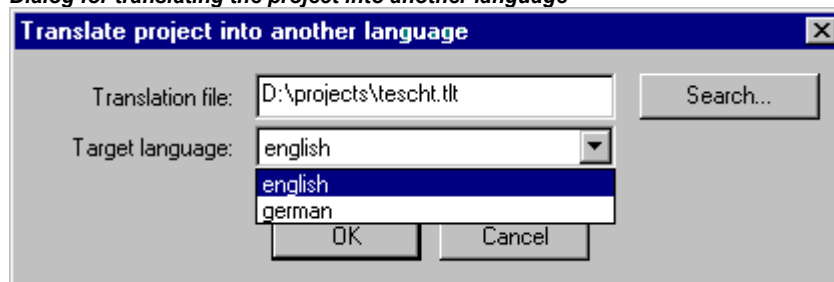 Dialog for translating the project into another language
Translate project into another language
Translation file: D:\projects\tescht.tlt Search...
Target language: english
english
german
OK Cancel